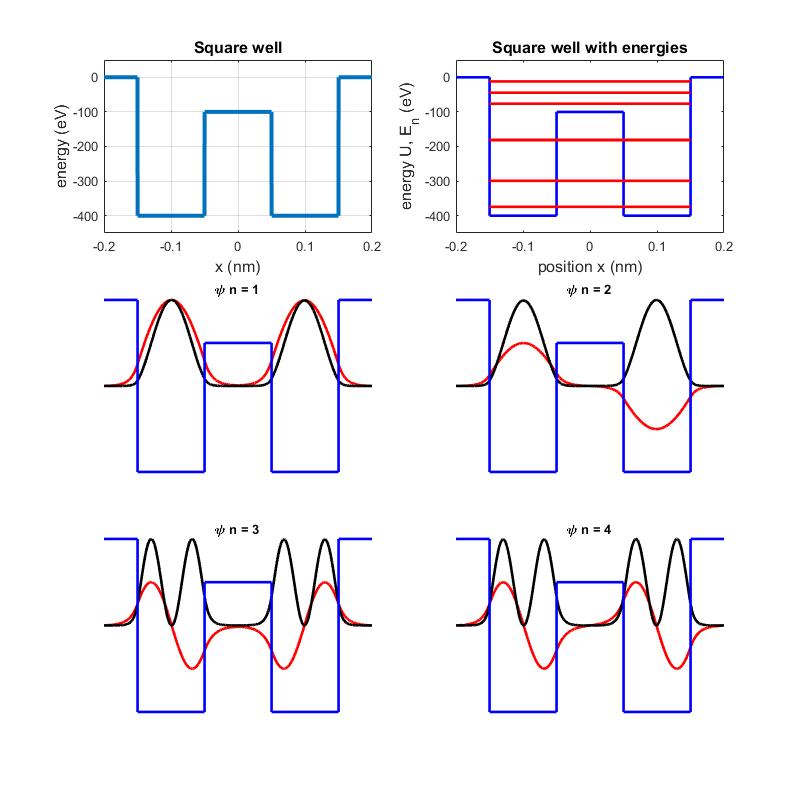 Square well
energy (eV)
0
-100
-200
-300
-400
-0.2
-0.1
0
0.1
0.2
x (nm)
Square well with energies
energy U, E_n (eV)
0
-100
-200
-300
-400
-0.2
-0.1
0
0.1
0.2
position x (nm)
ψ n = 1
ψ n = 2
ψ n = 3
ψ n = 4